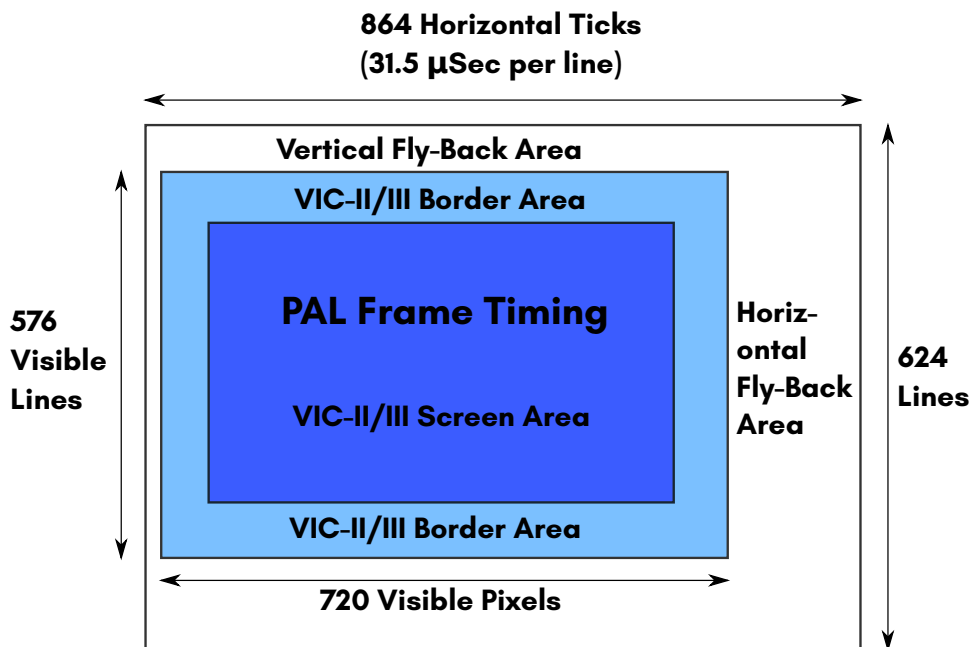 864 Horizontal Ticks
(31.5 μSec per line)
Vertical Fly-Back Area
VIC-II/III Border Area
PAL Frame Timing
576
Visible
Lines
Horiz-
ontal
Fly-Back
Area
624
Lines
VIC-II/III Screen Area
VIC-II/III Border Area
720 Visible Pixels